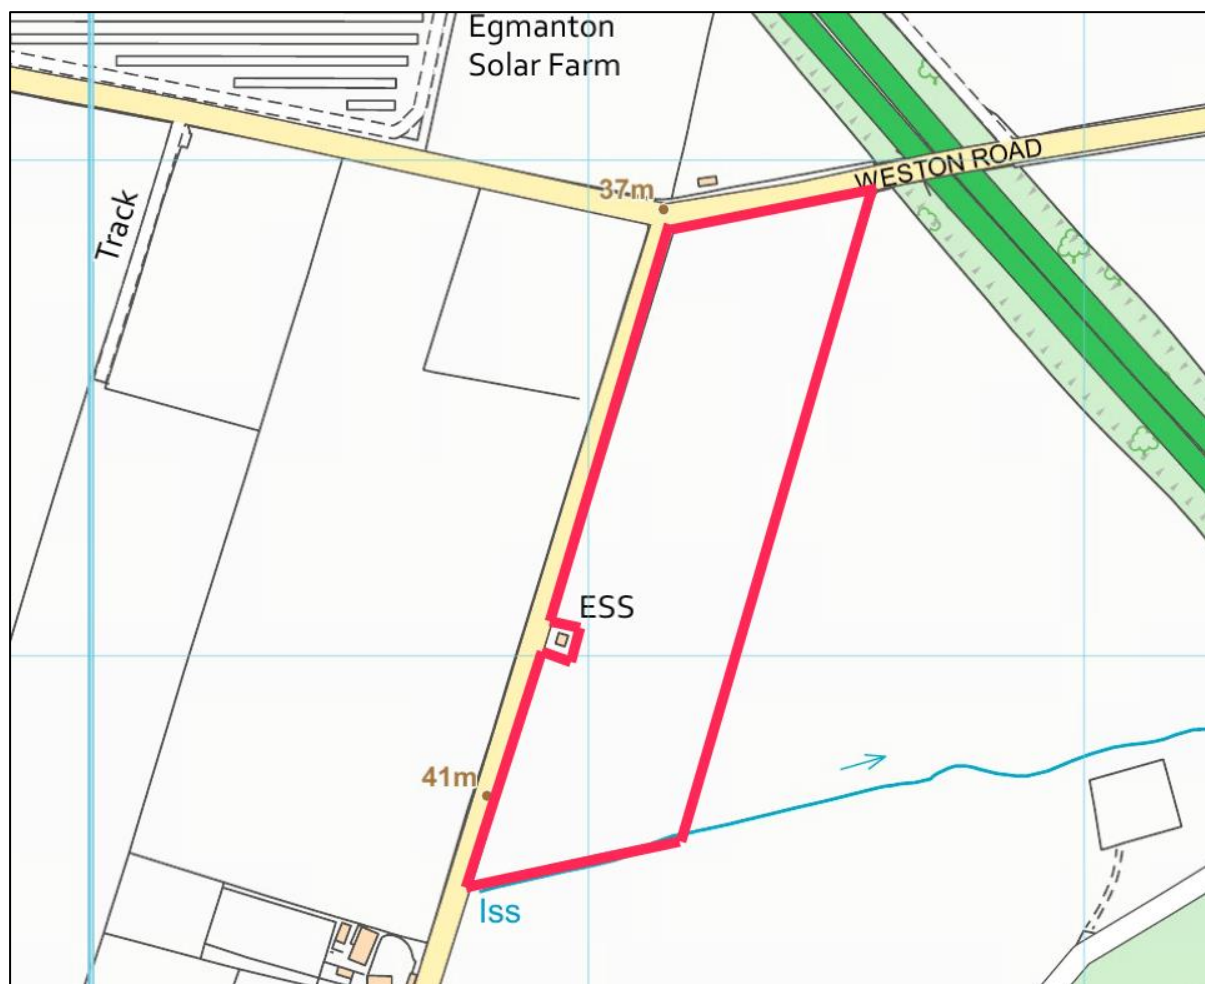 Egmanton
Solar Farm
WESTON ROAD
37m
Track
ESS
41m
Iss